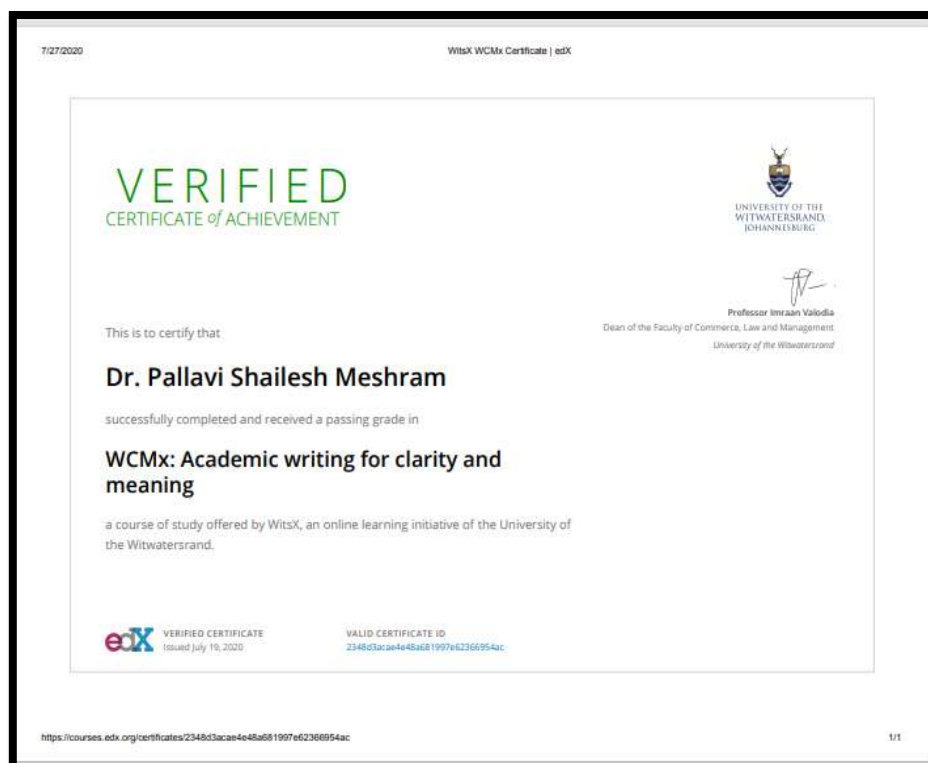 7/27/2020 WitsX WCMx Certificate | edX
VERIFIED
CERTIFICATE of ACHIEVEMENT
UNIVERSITY OF THE
WITWATERSRAND,
JOHANNESBURG
Professor Imraan Valodia
Dean of the Faculty of Commerce, Law and Management
University of the Witwatersrand
This is to certify that
Dr. Pallavi Shailesh Meshram
successfully completed and received a passing grade in
WCMx: Academic writing for clarity and
meaning
a course of study offered by WitsX, an online learning initiative of the University of
the Witwatersrand.
edX VERIFIED CERTIFICATE
Issued July 19, 2020
VALID CERTIFICATE ID
2348d3acae4e48a681997e62366954ac
https://courses.edx.org/certificates/2348d3acae4e48a681997e62366954ac 1/1